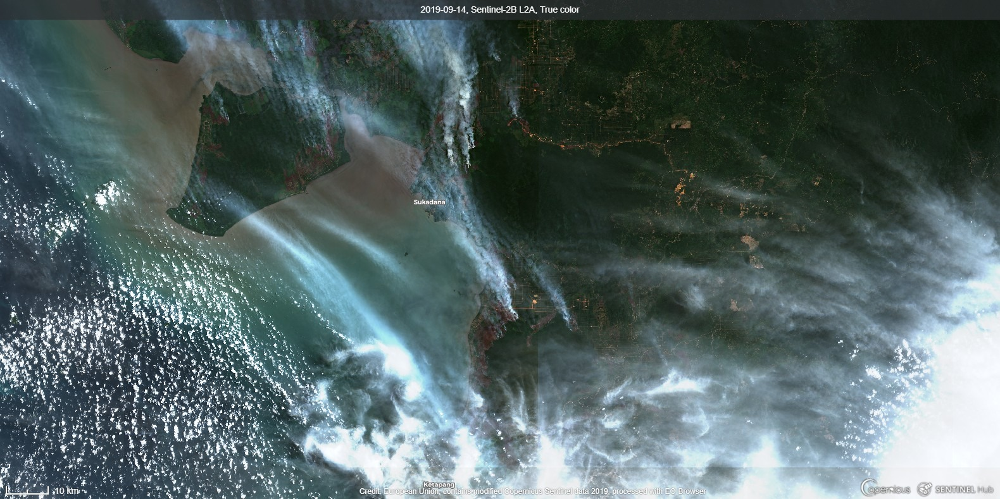 2019-09-14, Sentinel-2B L2A, True color
Sukadana
Ketapang
10 km
Credit: European Union, contains modified Copernicus Sentinel data 2019, processed with EO Browser
Copernicus
SENTINEL Hub